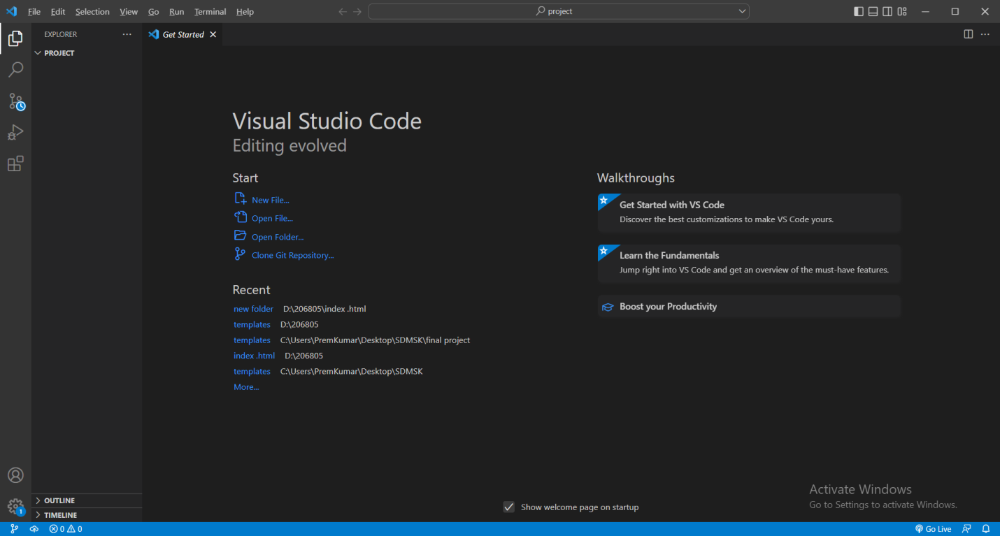 File Edit Selection View Go Run Terminal Help project
EXPLORER
Get Started
PROJECT
Visual Studio Code
Editing evolved
Start
New File...
Open File...
Open Folder...
Clone Git Repository...
Recent
new folder D:\206805\index .html
templates D:\206805
templates C:\Users\PremKumar\Desktop\SDMSK\final project
index .html D:\206805
templates C:\Users\PremKumar\Desktop\SDMSK
More...
Walkthroughs
Get Started with VS Code
Discover the best customizations to make VS Code yours.
Learn the Fundamentals
Jump right into VS Code and get an overview of the must-have features.
Boost your Productivity
Activate Windows
Go to Settings to activate Windows.
Show welcome page on startup
OUTLINE
1
TIMELINE
0 0 Go Live